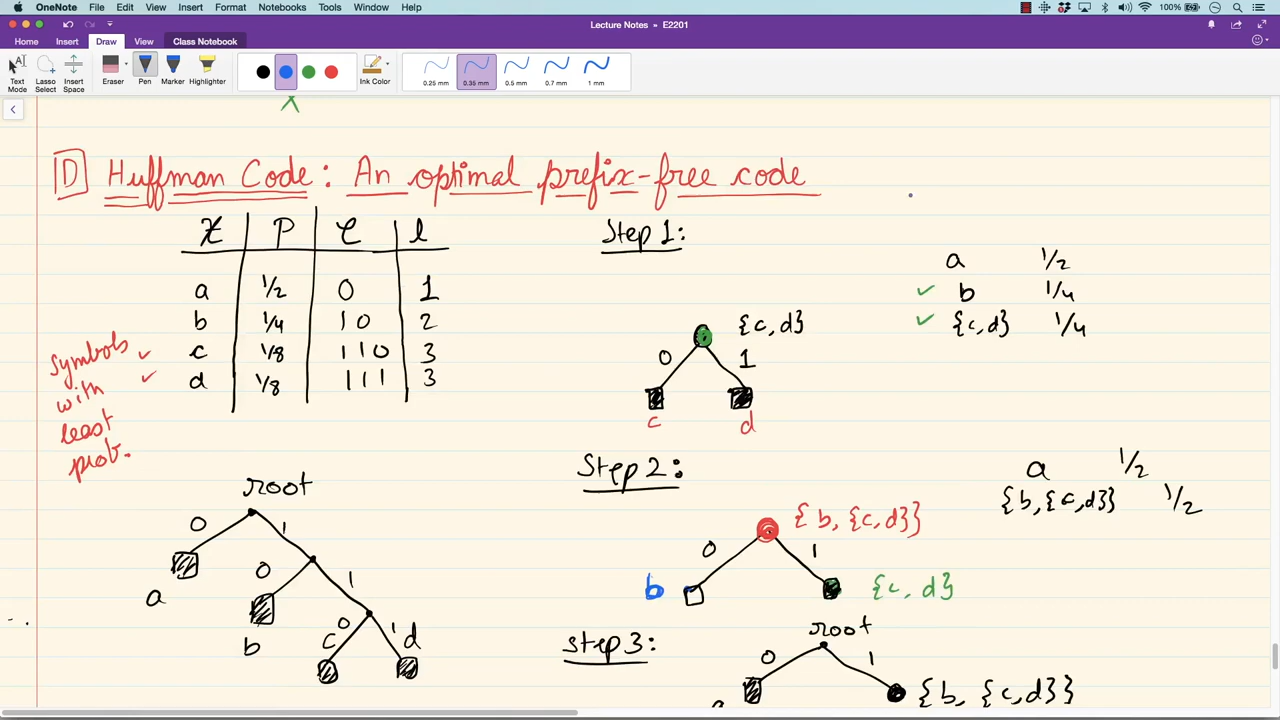 OneNote File Edit View Insert Format Notebooks Tools Window Help 100%
Lecture Notes » E2201
Home Insert Draw View Class Notebook
Text Mode Lasso Select Insert Space Eraser Pen Marker Highlighter Ink Color 0.25 mm 0.35 mm 0.5 mm 0.7 mm 1 mm
D Huffman Code: An optimal prefix-free code
X P C l
a 1/2 0 1
b 1/4 10 2
c 1/8 110 3
d 1/8 111 3
Symbols
with
least
prob.
Step 1:
a 1/2
✓ b 1/4
✓ {c,d} 1/4
{c,d}
0 1
c d
Step 2:
a 1/2
{b,{c,d}} 1/2
{b,{c,d}}
0 1
b {c,d}
root
0 1
a 0 1
b c 0 1 d
Step 3:
root
0 1
{b, {c,d}}